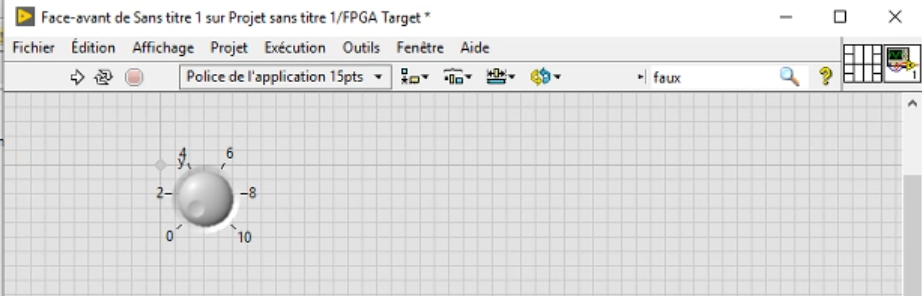 Face-avant de Sans titre 1 sur Projet sans titre 1/FPGA Target *
Fichier Édition Affichage Projet Exécution Outils Fenêtre Aide
Police de l'application 15pts faux ? 1
4 6
y
2 8
0 10